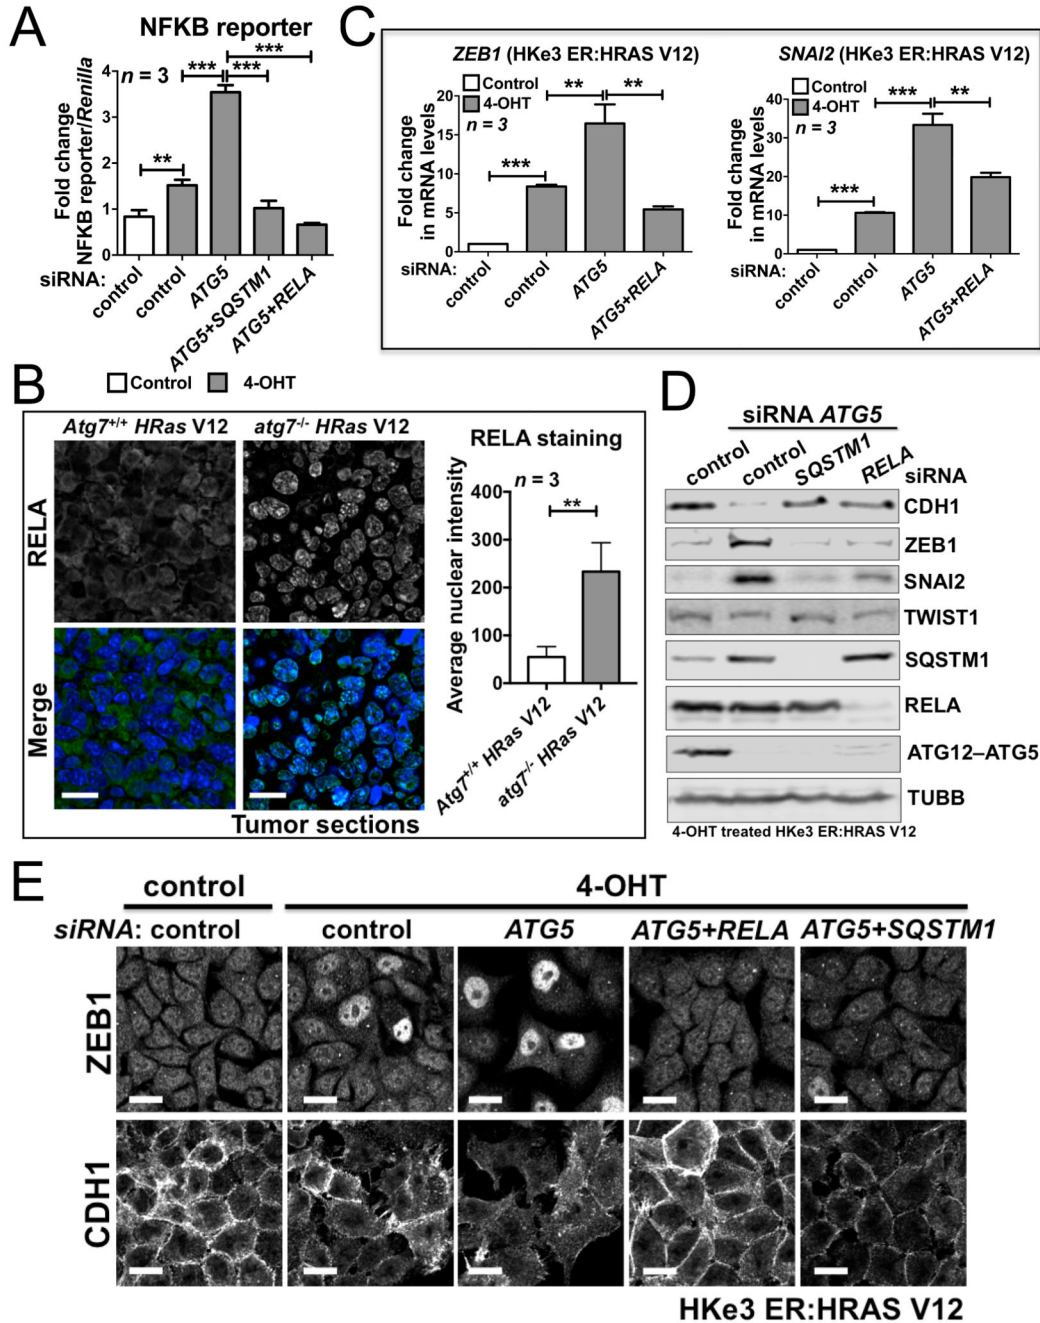 A
NFKB reporter
n = 3
Fold change
NFKB reporter/Renilla
4
3
2
1
0
**
***
***
***
siRNA:
control
control
ATG5
ATG5+SQSTM1
ATG5+RELA
Control
4-OHT
C
ZEB1 (HKe3 ER:HRAS V12)
Control
4-OHT
n = 3
Fold change
in mRNA levels
20
15
10
5
0
***
**
**
siRNA:
control
control
ATG5
ATG5+RELA
SNAI2 (HKe3 ER:HRAS V12)
Control
4-OHT
n = 3
Fold change
in mRNA levels
40
30
20
10
0
***
***
**
siRNA:
control
control
ATG5
ATG5+RELA
B
Atg7+/+ HRas V12
atg7-/- HRas V12
RELA
Merge
Tumor sections
RELA staining
n = 3
**
Average nuclear intensity
400
300
200
100
0
Atg7+/+ HRas V12
atg7-/- HRas V12
D
siRNA ATG5
control
control
SQSTM1
RELA
siRNA
CDH1
ZEB1
SNAI2
TWIST1
SQSTM1
RELA
ATG12–ATG5
TUBB
4-OHT treated HKe3 ER:HRAS V12
E
control
4-OHT
siRNA: control
control
ATG5
ATG5+RELA
ATG5+SQSTM1
ZEB1
CDH1
HKe3 ER:HRAS V12